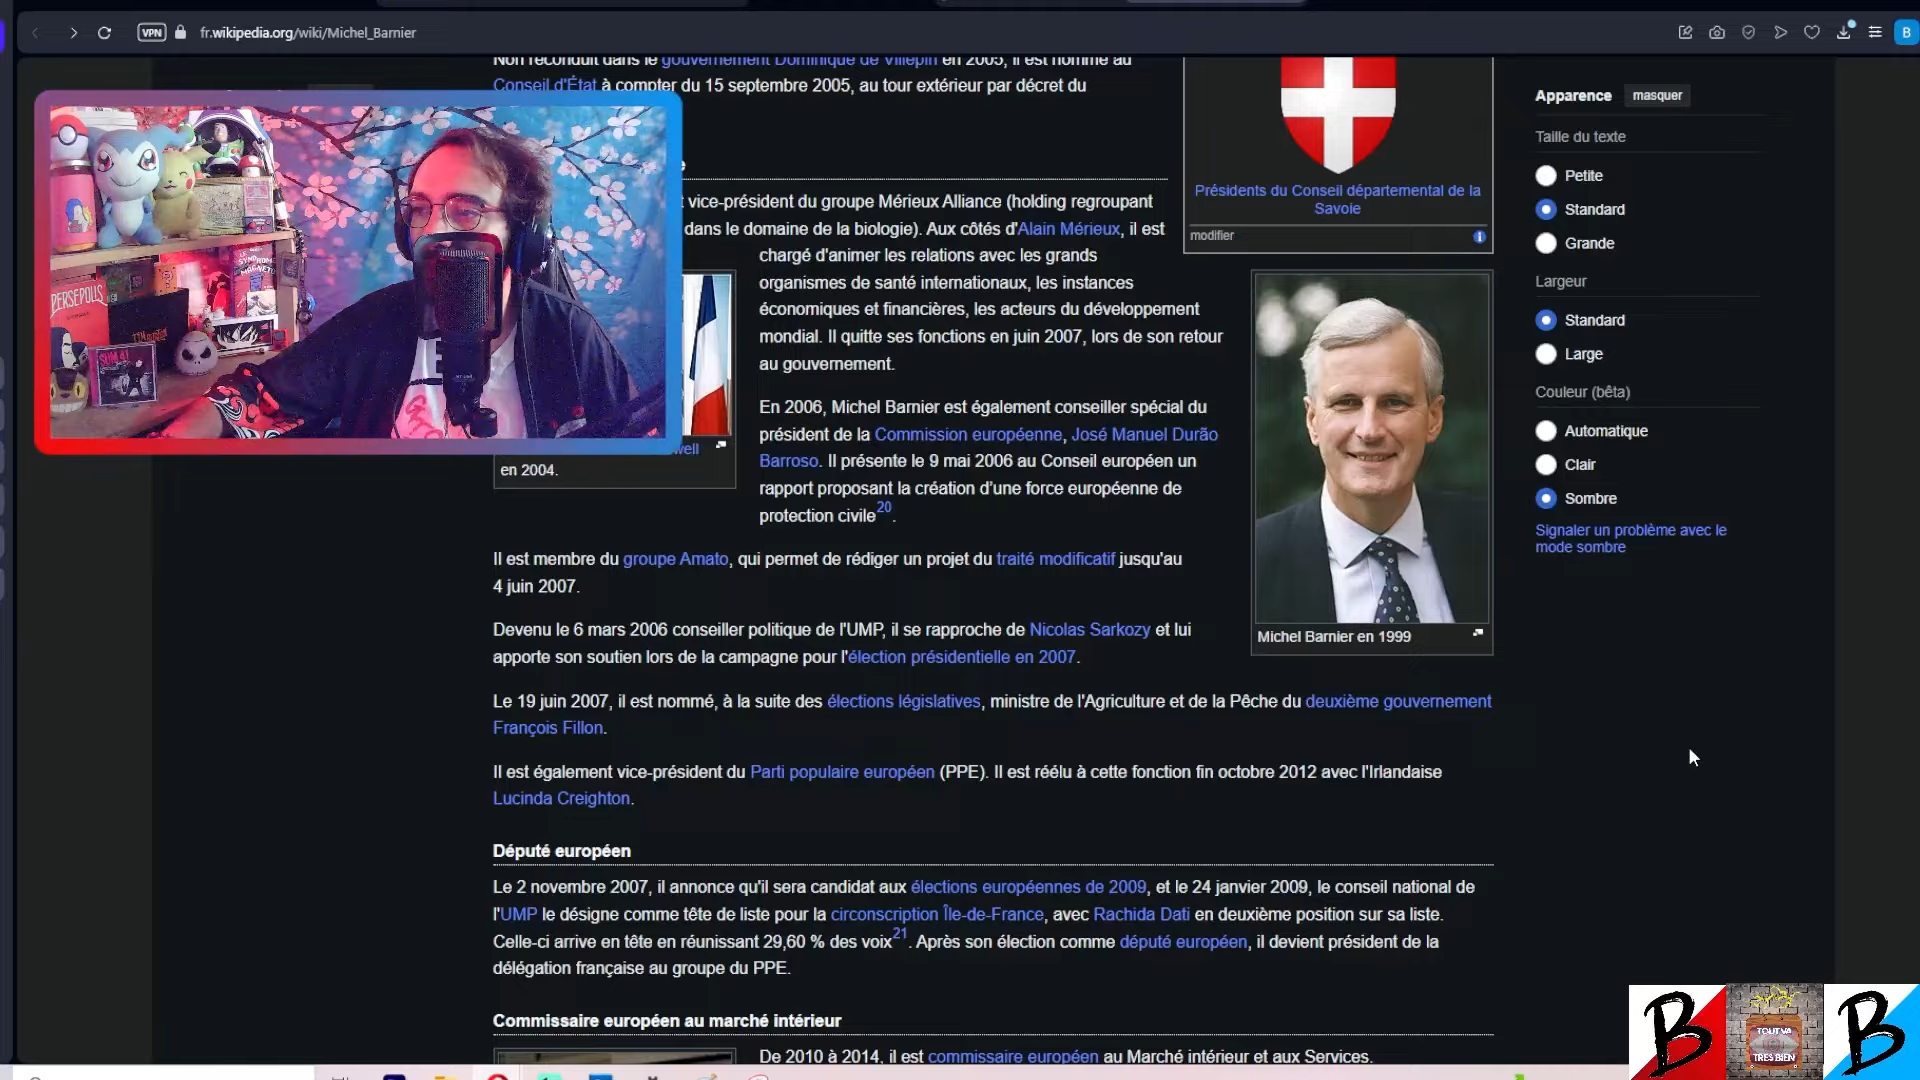 VPN
fr.wikipedia.org/wiki/Michel_Barnier
B
Non reconduit dans le gouvernement Dominique de Villepin en 2005, il est nommé au
Conseil d'État à compter du 15 septembre 2005, au tour extérieur par décret du
e
vice-président du groupe Mérieux Alliance (holding regroupant
dans le domaine de la biologie). Aux côtés d'Alain Mérieux, il est
chargé d'animer les relations avec les grands
organismes de santé internationaux, les instances
économiques et financières, les acteurs du développement
mondial. Il quitte ses fonctions en juin 2007, lors de son retour
au gouvernement.
En 2006, Michel Barnier est également conseiller spécial du
président de la Commission européenne, José Manuel Durão
Barroso. Il présente le 9 mai 2006 au Conseil européen un
rapport proposant la création d'une force européenne de
protection civile20.
well
en 2004.
Il est membre du groupe Amato, qui permet de rédiger un projet du traité modificatif jusqu'au
4 juin 2007.
Devenu le 6 mars 2006 conseiller politique de l'UMP, il se rapproche de Nicolas Sarkozy et lui
apporte son soutien lors de la campagne pour l'élection présidentielle en 2007.
Le 19 juin 2007, il est nommé, à la suite des élections législatives, ministre de l'Agriculture et de la Pêche du deuxième gouvernement
François Fillon.
Il est également vice-président du Parti populaire européen (PPE). Il est réélu à cette fonction fin octobre 2012 avec l'Irlandaise
Lucinda Creighton.
Député européen
Le 2 novembre 2007, il annonce qu'il sera candidat aux élections européennes de 2009, et le 24 janvier 2009, le conseil national de
l'UMP le désigne comme tête de liste pour la circonscription Île-de-France, avec Rachida Dati en deuxième position sur sa liste.
Celle-ci arrive en tête en réunissant 29,60 % des voix21. Après son élection comme député européen, il devient président de la
délégation française au groupe du PPE.
Commissaire européen au marché intérieur
De 2010 à 2014, il est commissaire européen au Marché intérieur et aux Services.
Présidents du Conseil départemental de la
Savoie
modifier
Michel Barnier en 1999
Apparence masquer
Taille du texte
Petite
Standard
Grande
Largeur
Standard
Large
Couleur (bêta)
Automatique
Clair
Sombre
Signaler un problème avec le
mode sombre
PERSEPOLIS
LE
SYNDROME
MAGNETO
SUM 41
B
TOUT VA
TRES BIEN
B